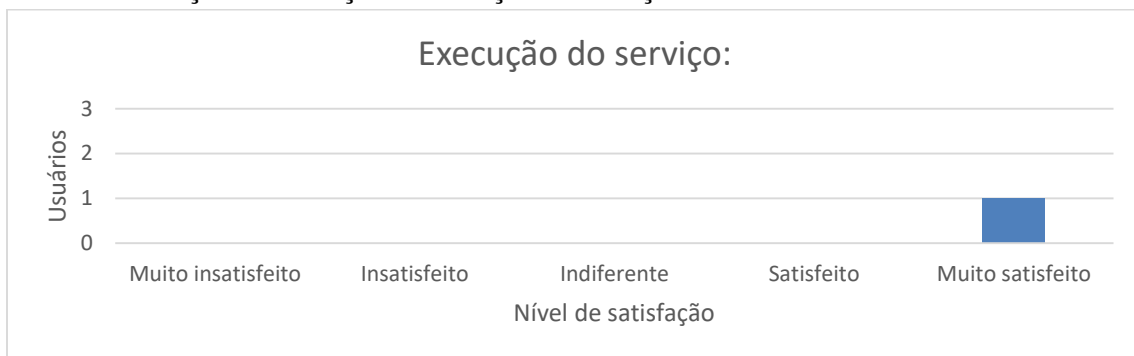 Execução do serviço:
3
2
1
0
Usuários
Muito insatisfeito Insatisfeito Indiferente Satisfeito Muito satisfeito
Nível de satisfação